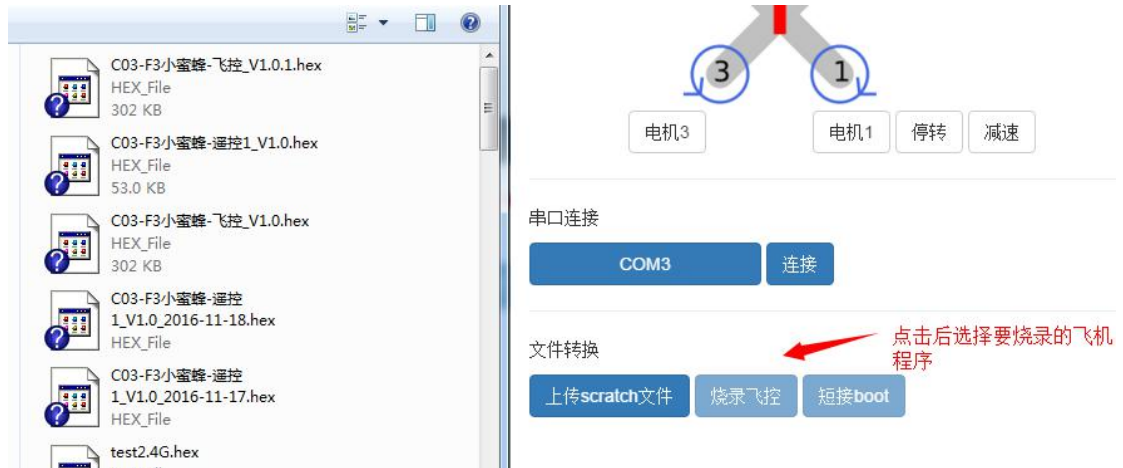 C03-F3小蜜蜂-飞控_V1.0.1.hex
HEX_File
302 KB
C03-F3小蜜蜂-遥控1_V1.0.hex
HEX_File
53.0 KB
C03-F3小蜜蜂-飞控_V1.0.hex
HEX_File
302 KB
C03-F3小蜜蜂-遥控
1_V1.0_2016-11-18.hex
HEX_File
C03-F3小蜜蜂-遥控
1_V1.0_2016-11-17.hex
HEX_File
test2.4G.hex
3 1
电机3 电机1 停转 减速
串口连接
COM3 连接
文件转换
点击后选择要烧录的飞机
程序
上传scratch文件 烧录飞控 短接boot